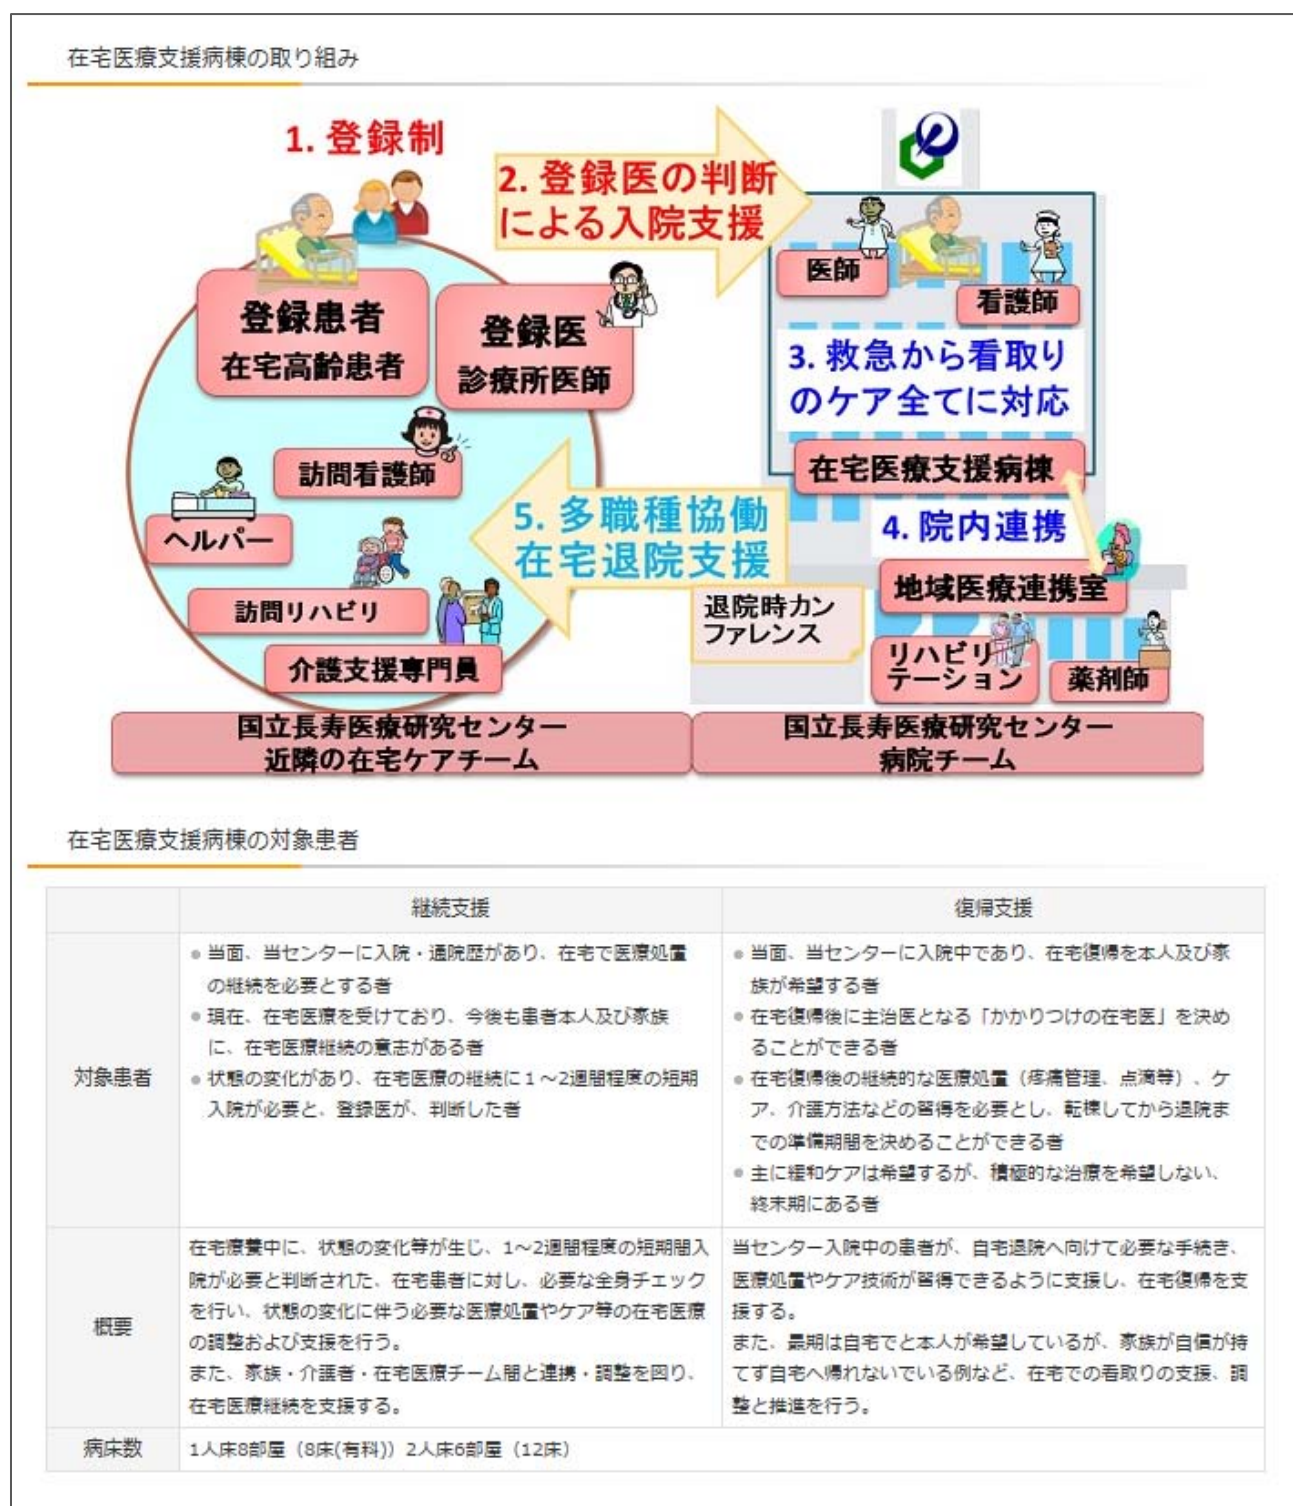 在宅医療支援病棟の取り組み
1. 登録制
2. 登録医の判断
による入院支援
登録患者
在宅高齢患者
登録医
診療所医師
医師
看護師
3. 救急から看取り
のケア全てに対応
訪問看護師
在宅医療支援病棟
ヘルパー
5. 多職種協働
在宅退院支援
4. 院内連携
訪問リハビリ
地域医療連携室
退院時カン
ファレンス
介護支援専門員
リハビリ
テーション
薬剤師
国立長寿医療研究センター
近隣の在宅ケアチーム
国立長寿医療研究センター
病院チーム
在宅医療支援病棟の対象患者
継続支援
復帰支援
対象患者
● 当面、当センターに入院・通院歴があり、在宅で医療処置
の継続を必要とする者
● 現在、在宅医療を受けており、今後も患者本人及び家族
に、在宅医療継続の意志がある者
● 状態の変化があり、在宅医療の継続に1～2週間程度の短期
入院が必要と、登録医が、判断した者
● 当面、当センターに入院中であり、在宅復帰を本人及び家
族が希望する者
● 在宅復帰後に主治医となる「かかりつけの在宅医」を決め
ることができる者
● 在宅復帰後の継続的な医療処置（疼痛管理、点滴等）、ケ
ア、介護方法などの習得を必要とし、転棟してから退院ま
での準備期間を決めることができる者
● 主に緩和ケアは希望するが、積極的な治療を希望しない、
終末期にある者
概要
在宅療養中に、状態の変化等が生じ、1～2週間程度の短期間入
院が必要と判断された、在宅患者に対し、必要な全身チェック
を行い、状態の変化に伴う必要な医療処置やケア等の在宅医療
の調整および支援を行う。
また、家族・介護者・在宅医療チーム間と連携・調整を図り、
在宅医療継続を支援する。
当センター入院中の患者が、自宅退院へ向けて必要な手続き、
医療処置やケア技術が習得できるように支援し、在宅復帰を支
援する。
また、最期は自宅でと本人が希望しているが、家族が自信が持
てず自宅へ帰れないでいる例など、在宅での看取りの支援、調
整と推進を行う。
病床数
1人床8部屋（8床(有料)）2人床6部屋（12床）